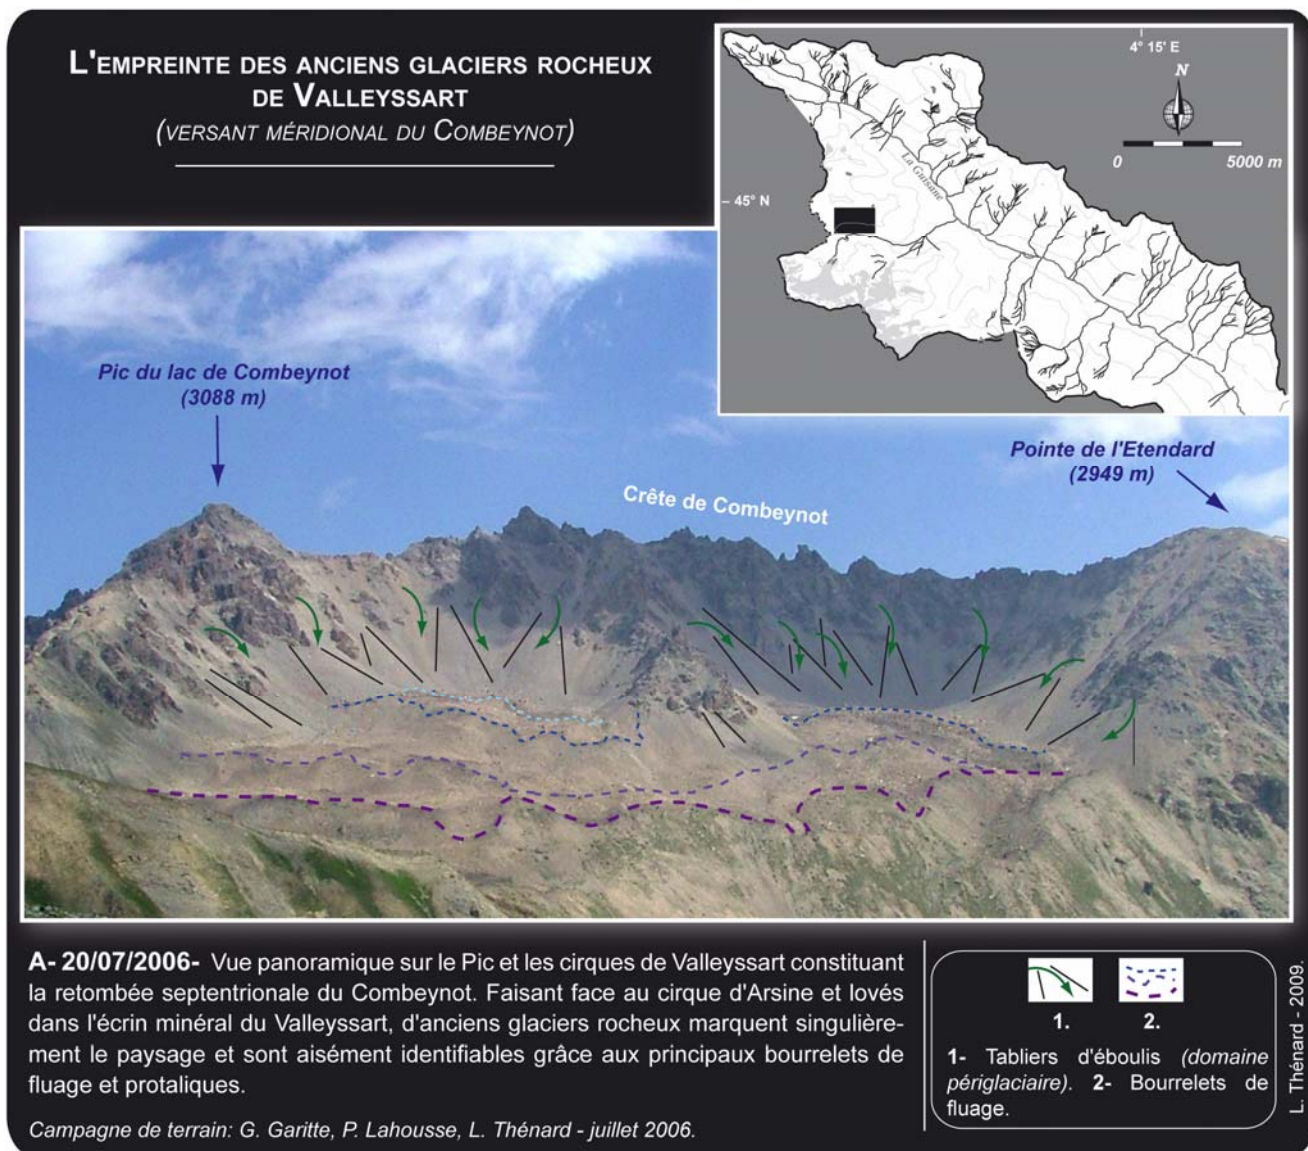 L'EMPREINTE DES ANCIENS GLACIERS ROCHEUX
DE VALLEYSSART
(VERSANT MÉRIDIONAL DU COMBEYNOT)
4° 15' E
N
0 5000 m
45° N
La Guisane
Pic du lac de Combeynot
(3088 m)
Crête de Combeynot
Pointe de l'Etendard
(2949 m)
A- 20/07/2006- Vue panoramique sur le Pic et les cirques de Valleyssart constituant
la retombée septentrionale du Combeynot. Faisant face au cirque d'Arsine et lovés
dans l'écrin minéral du Valleyssart, d'anciens glaciers rocheux marquent singulière-
ment le paysage et sont aisément identifiables grâce aux principaux bourrelets de
fluage et protaliques.
Campagne de terrain: G. Garitte, P. Lahousse, L. Thénard - juillet 2006.
1. 2.
1- Tabliers d'éboulis (domaine
périglaciaire). 2- Bourrelets de
fluage.
L. Thénard - 2009.